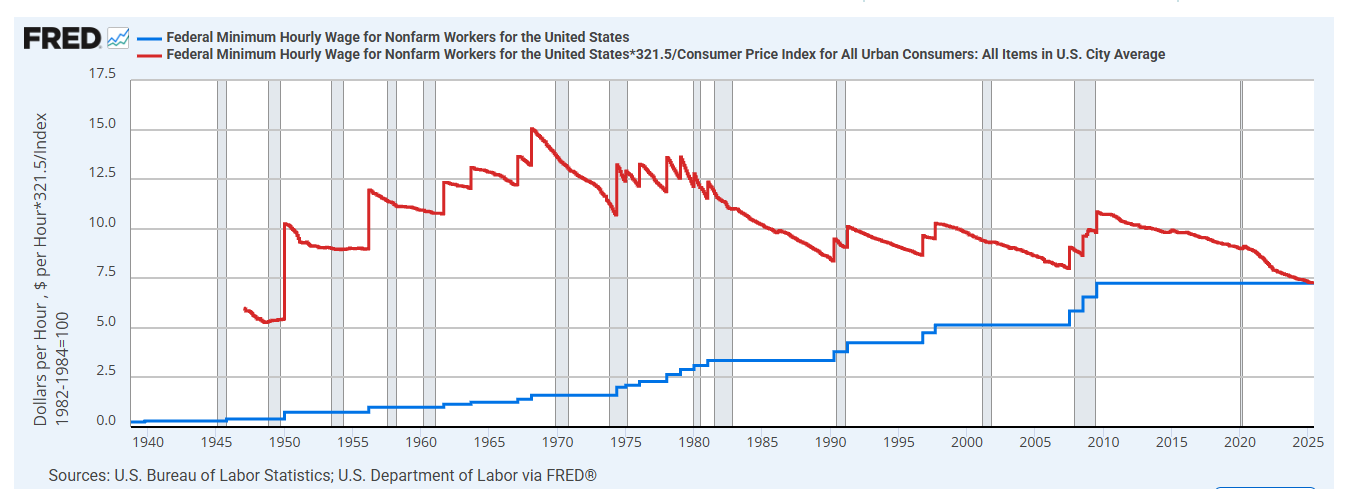 FRED
Federal Minimum Hourly Wage for Nonfarm Workers for the United States
Federal Minimum Hourly Wage for Nonfarm Workers for the United States*321.5/Consumer Price Index for All Urban Consumers: All Items in U.S. City Average
Dollars per Hour , $ per Hour*321.5/Index
1982-1984=100
17.5
15.0
12.5
10.0
7.5
5.0
2.5
0.0
1940 1945 1950 1955 1960 1965 1970 1975 1980 1985 1990 1995 2000 2005 2010 2015 2020 2025
Sources: U.S. Bureau of Labor Statistics; U.S. Department of Labor via FRED®